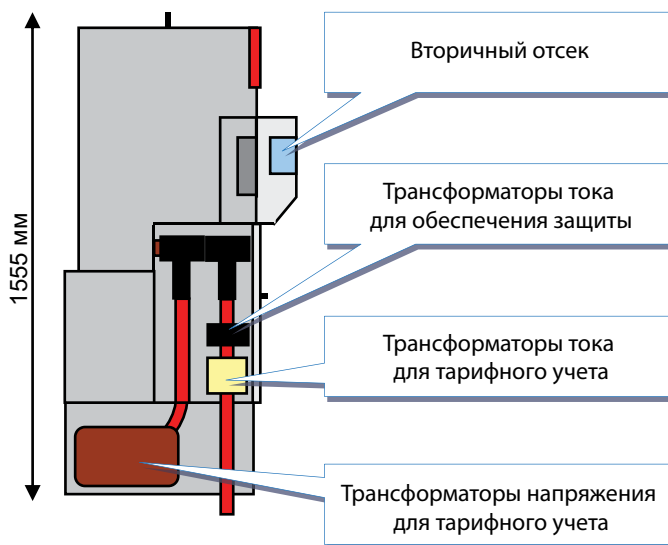 1555 мм
Вторичный отсек
Трансформаторы тока
для обеспечения защиты
Трансформаторы тока
для тарифного учета
Трансформаторы напряжения
для тарифного учета